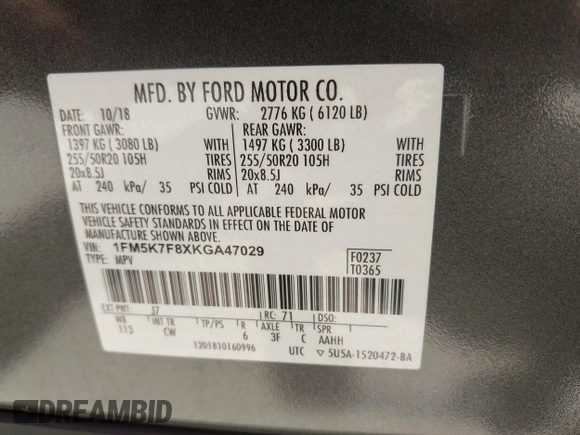 MFD. BY FORD MOTOR CO.
DATE: 10/18 GVWR: 2776 KG ( 6120 LB)
FRONT GAWR: REAR GAWR:
1397 KG ( 3080 LB) WITH 1497 KG ( 3300 LB) WITH
255/50R20 105H TIRES 255/50R20 105H TIRES
20x8.5J RIMS 20x8.5J RIMS
AT 240 kPa/ 35 PSI COLD AT 240 kPa/ 35 PSI COLD
THIS VEHICLE CONFORMS TO ALL APPLICABLE FEDERAL MOTOR
VEHICLE SAFETY STANDARDS IN EFFECT ON THE DATE OF
MANUFACTURE SHOWN ABOVE.
VIN: 1FM5K7F8XKGA47029 F0237
TYPE: MPV T0365
EXT PNT J7 RC: 71 DSO:
WB INT TR TP/PS R AXLE TR SPR
113 CW 6 3F C AAHH
1201810160996 UTC 5USA-1520472-BA
DREAMBID